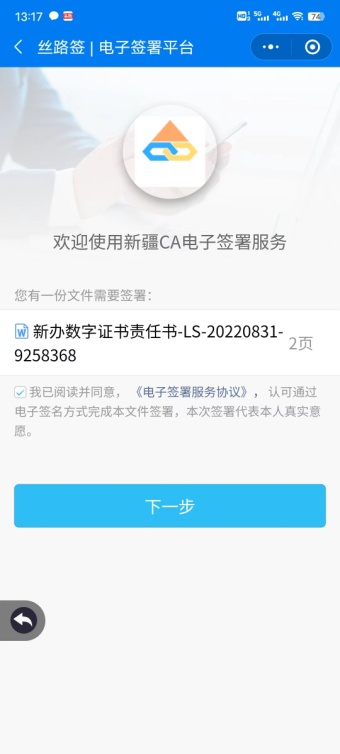 13:17
HD 5G 4G 74
丝路签 | 电子签署平台
欢迎使用新疆CA电子签署服务
您有一份文件需要签署：
W 新办数字证书责任书-LS-20220831-
9258368
2页
我已阅读并同意，《电子签署服务协议》，认可通过
电子签名方式完成本文件签署，本次签署代表本人真实意
愿。
下一步